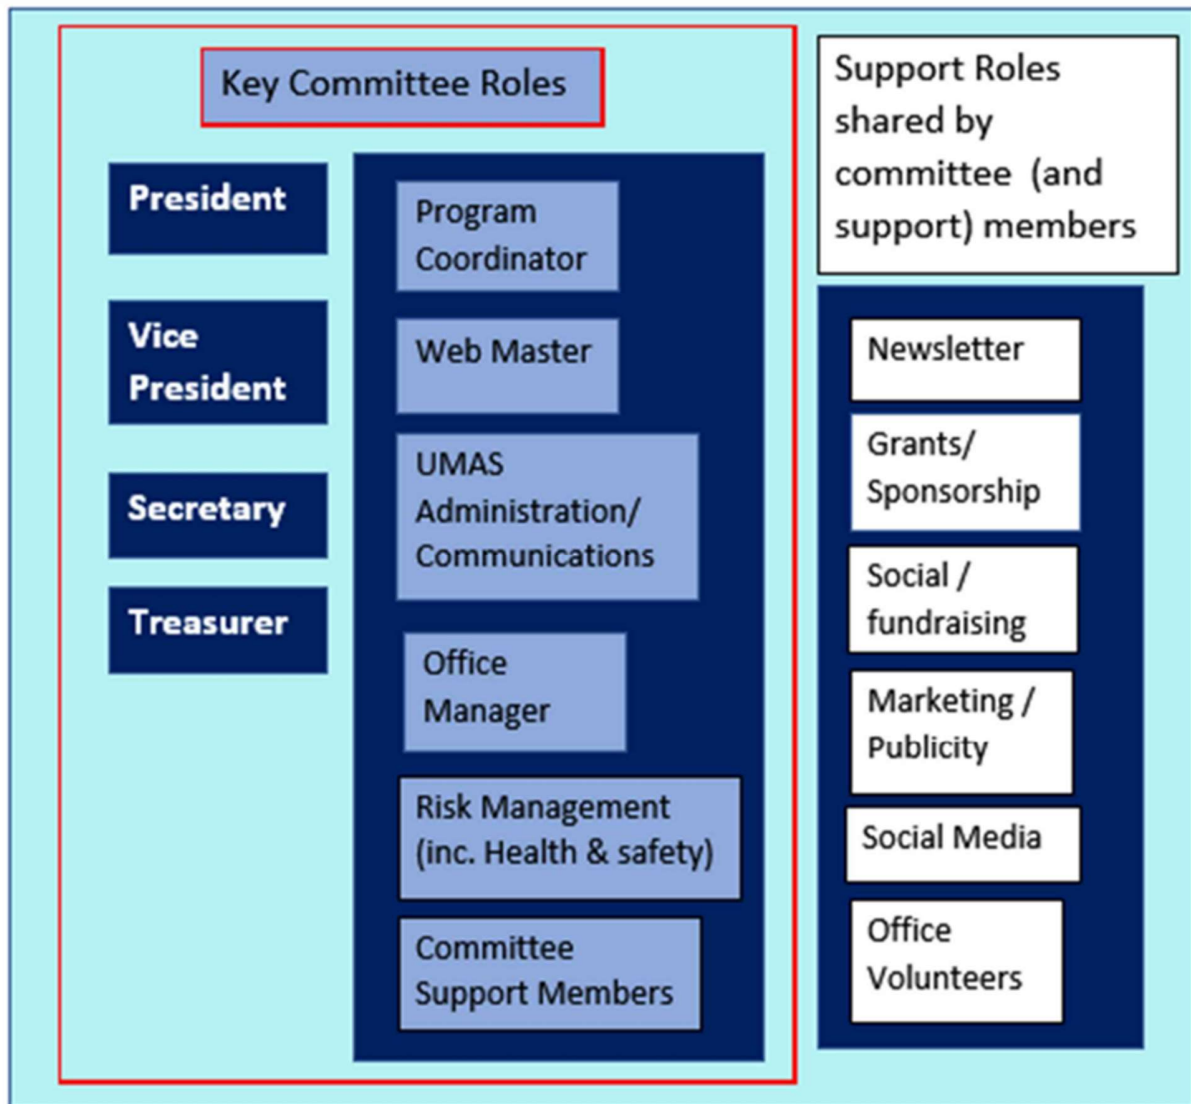 Key Committee Roles
President
Vice
President
Secretary
Treasurer
Program
Coordinator
Web Master
UMAS
Administration/
Communications
Office
Manager
Risk Management
(inc. Health & safety)
Committee
Support Members
Support Roles
shared by
committee (and
support) members
Newsletter
Grants/
Sponsorship
Social /
fundraising
Marketing /
Publicity
Social Media
Office
Volunteers